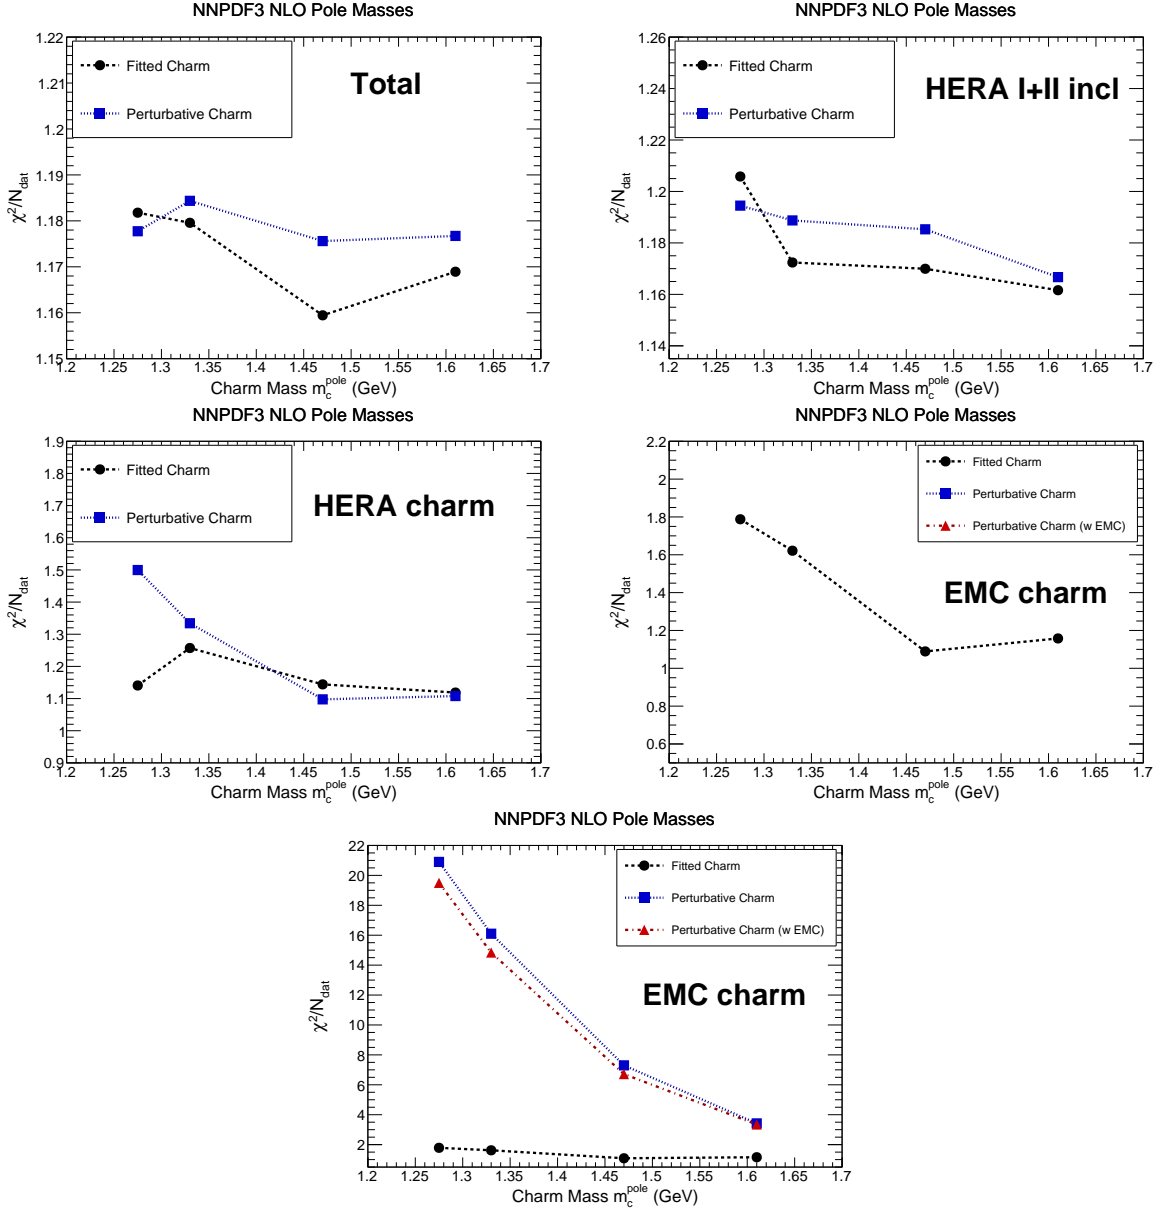 NNPDF3 NLO Pole Masses
1.22
1.21
1.2
1.19
1.18
1.17
1.16
1.15
χ²/N_dat
Fitted Charm
Perturbative Charm
Total
1.2 1.25 1.3 1.35 1.4 1.45 1.5 1.55 1.6 1.65 1.7
Charm Mass m_c^pole (GeV)
NNPDF3 NLO Pole Masses
1.26
1.24
1.22
1.2
1.18
1.16
1.14
χ²/N_dat
Fitted Charm
Perturbative Charm
HERA I+II incl
1.2 1.25 1.3 1.35 1.4 1.45 1.5 1.55 1.6 1.65 1.7
Charm Mass m_c^pole (GeV)
NNPDF3 NLO Pole Masses
1.9
1.8
1.7
1.6
1.5
1.4
1.3
1.2
1.1
1
0.9
χ²/N_dat
Fitted Charm
Perturbative Charm
HERA charm
1.2 1.25 1.3 1.35 1.4 1.45 1.5 1.55 1.6 1.65 1.7
Charm Mass m_c^pole (GeV)
NNPDF3 NLO Pole Masses
2.2
2
1.8
1.6
1.4
1.2
1
0.8
0.6
χ²/N_dat
Fitted Charm
Perturbative Charm
Perturbative Charm (w EMC)
EMC charm
1.2 1.25 1.3 1.35 1.4 1.45 1.5 1.55 1.6 1.65 1.7
Charm Mass m_c^pole (GeV)
NNPDF3 NLO Pole Masses
22
20
18
16
14
12
10
8
6
4
2
χ²/N_dat
Fitted Charm
Perturbative Charm
Perturbative Charm (w EMC)
EMC charm
1.2 1.25 1.3 1.35 1.4 1.45 1.5 1.55 1.6 1.65 1.7
Charm Mass m_c^pole (GeV)